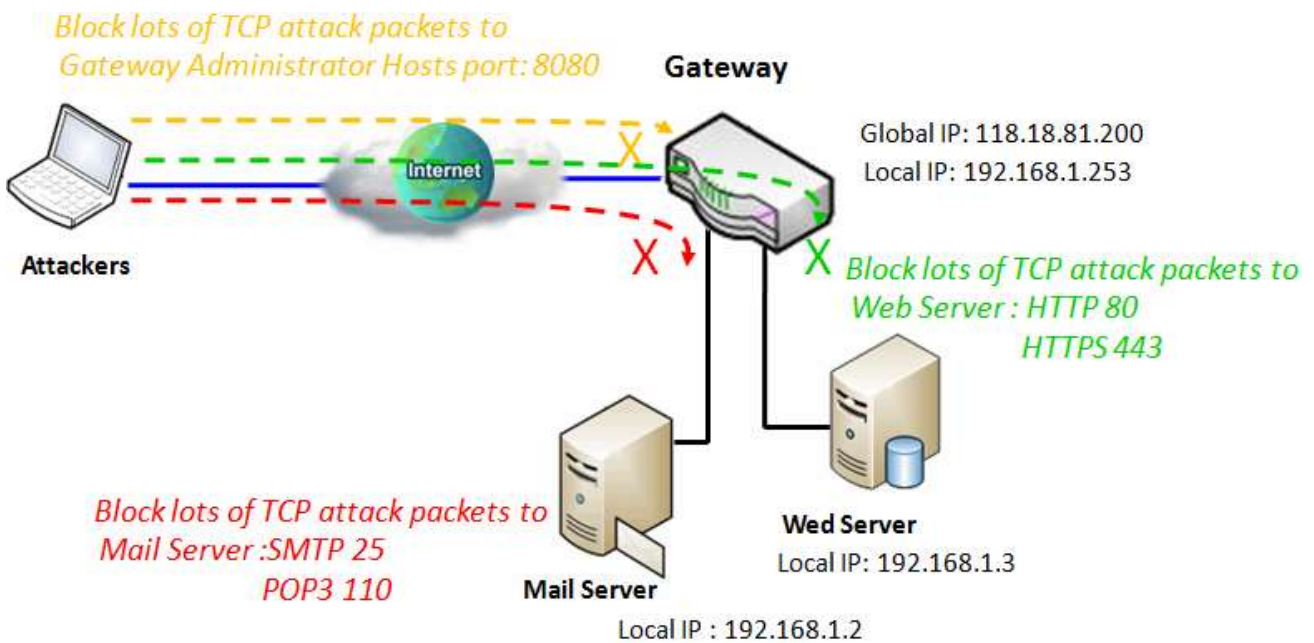 Block lots of TCP attack packets to
Gateway Administrator Hosts port: 8080
Gateway
Global IP: 118.18.81.200
Local IP: 192.168.1.253
Internet
X
X
X
Attackers
Block lots of TCP attack packets to
Web Server : HTTP 80
HTTPS 443
Block lots of TCP attack packets to
Mail Server :SMTP 25
POP3 110
Wed Server
Local IP: 192.168.1.3
Mail Server
Local IP : 192.168.1.2